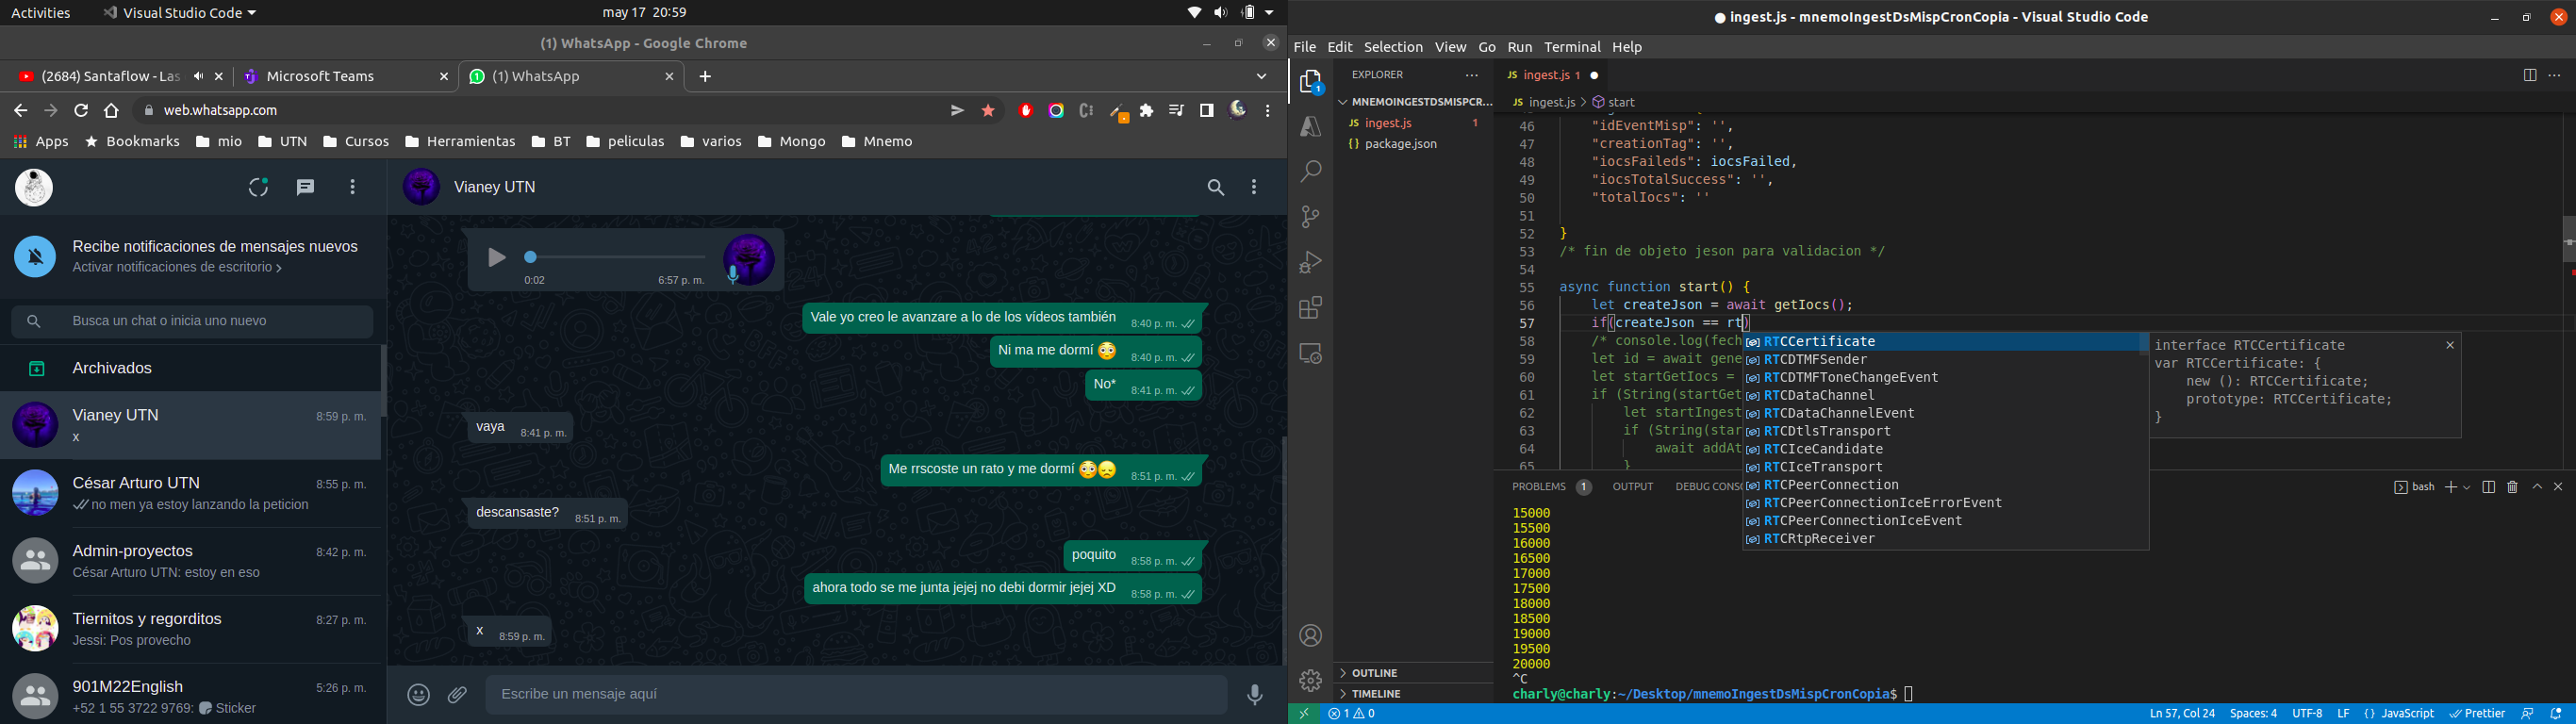 Activities
Visual Studio Code
may 17 20:59
(1) WhatsApp - Google Chrome
(2684) Santaflow - Las
Microsoft Teams
(1) WhatsApp
web.whatsapp.com
Apps
Bookmarks
mio
UTN
Cursos
Herramientas
BT
peliculas
varios
Mongo
Mnemo
Recibe notificaciones de mensajes nuevos
Activar notificaciones de escritorio >
Busca un chat o inicia uno nuevo
Archivados
Vianey UTN 8:59 p. m.
x
César Arturo UTN 8:55 p. m.
no men ya estoy lanzando la peticion
Admin-proyectos 8:42 p. m.
César Arturo UTN: estoy en eso
Tiernitos y regorditos 8:27 p. m.
Jessi: Pos provecho
901M22English 5:26 p. m.
+52 1 55 3722 9769: Sticker
Vianey UTN
0:02 6:57 p. m.
Vale yo creo le avanzare a lo de los vídeos también 8:40 p. m.
Ni ma me dormí 😳 8:40 p. m.
No* 8:41 p. m.
vaya 8:41 p. m.
Me rrscoste un rato y me dormí 😳😴 8:51 p. m.
descansaste? 8:51 p. m.
poquito 8:58 p. m.
ahora todo se me junta jejej no debi dormir jejej XD 8:58 p. m.
x 8:59 p. m.
Escribe un mensaje aquí
● ingest.js - mnemoIngestDsMispCronCopia - Visual Studio Code
File Edit Selection View Go Run Terminal Help
EXPLORER
MNEMOINGESTDSMISPCR...
JS ingest.js 1
{} package.json
OUTLINE
TIMELINE
JS ingest.js 1 ●
JS ingest.js > start
46 "idEventMisp": '',
47 "creationTag": '',
48 "iocsFaileds": iocsFailed,
49 "iocsTotalSuccess": '',
50 "totalIocs": ''
51
52 }
53 /* fin de objeto jeson para validacion */
54
55 async function start() {
56 let createJson = await getIocs();
57 if(createJson == rt)
58 /* console.log(fech
59 let id = await gene
60 let startGetIocs =
61 if (String(startGet
62 let startIngest
63 if (String(star
64 await addAt
65 }
RTCCertificate
RTCDTMFSender
RTCDTMFToneChangeEvent
RTCDataChannel
RTCDataChannelEvent
RTCDtlsTransport
RTCIceCandidate
RTCIceTransport
RTCPeerConnection
RTCPeerConnectionIceErrorEvent
RTCPeerConnectionIceEvent
RTCRtpReceiver
interface RTCCertificate
var RTCCertificate: {
new (): RTCCertificate;
prototype: RTCCertificate;
}
PROBLEMS 1 OUTPUT DEBUG CONSO
bash
15000
15500
16000
16500
17000
17500
18000
18500
19000
19500
20000
^C
charly@charly:~/Desktop/mnemoIngestDsMispCronCopia$
1 0
Ln 57, Col 24 Spaces: 4 UTF-8 LF {} JavaScript Prettier